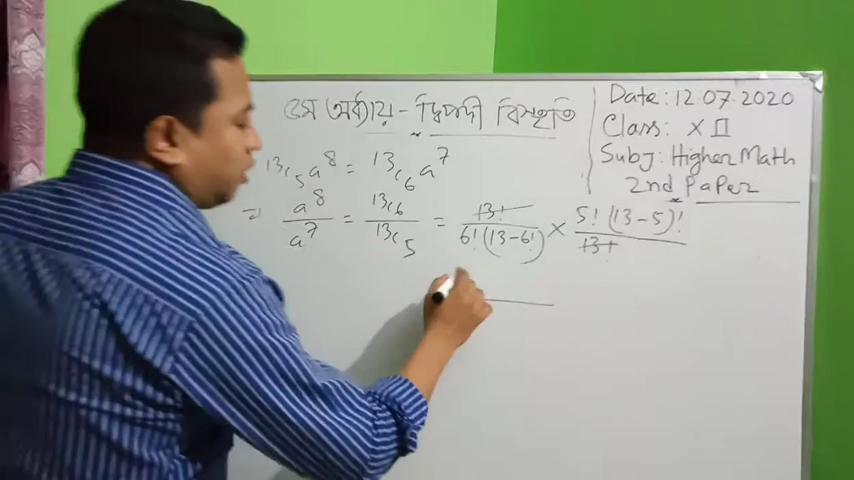 ৫ম অধ্যায় - দ্বিপদী বিস্তৃতি
Date: 12.07.2020
Class: XII
Subj: Higher Math
2nd Paper
¹³C₅a⁸ = ¹³C₆a⁷
⇒ a⁸/a⁷ = ¹³C₆/¹³C₅ = 13!/6!(13-6!) × 5!(13-5)!/13!